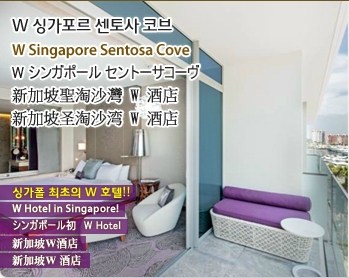 W 싱가포르 센토사 코브
W Singapore Sentosa Cove
W シンガポール セントーサコーヴ
新加坡聖淘沙灣 W 酒店
新加坡圣淘沙湾 W 酒店
싱가폴 최초의 W 호텔!!
W Hotel in Singapore!
シンガポール初 W Hotel
新加坡W酒店
新加坡W 酒店